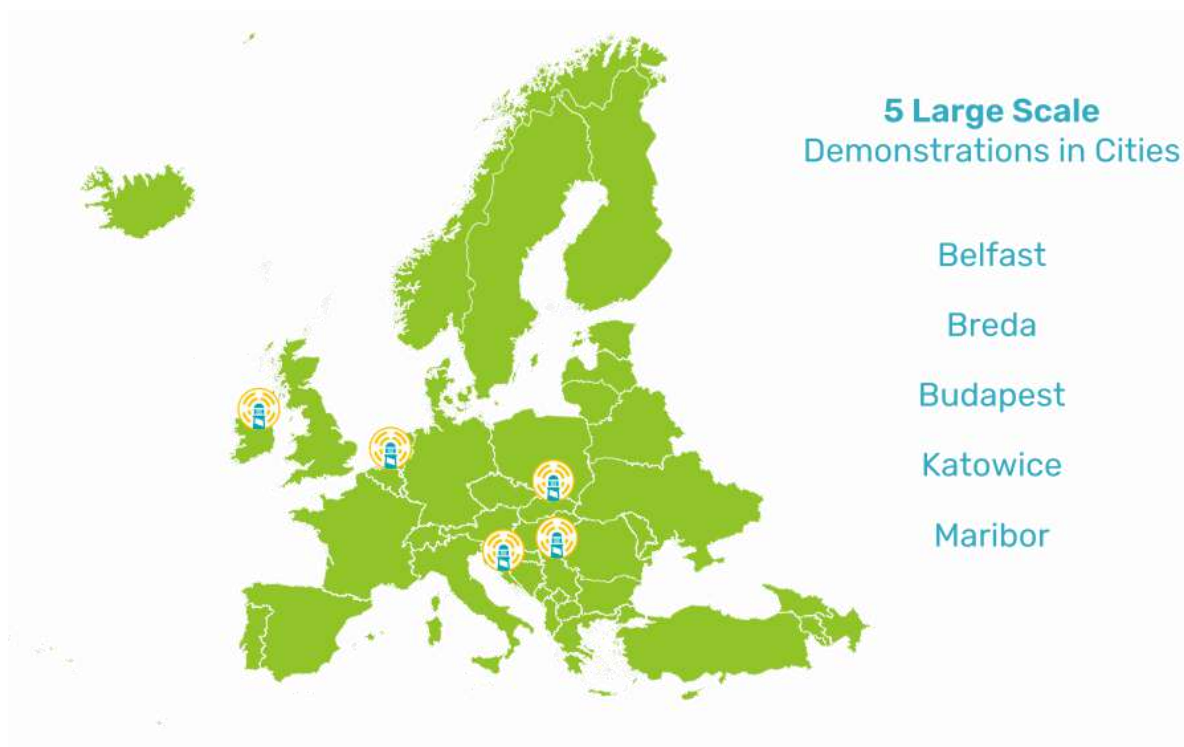 5 Large Scale
Demonstrations in Cities
Belfast
Breda
Budapest
Katowice
Maribor